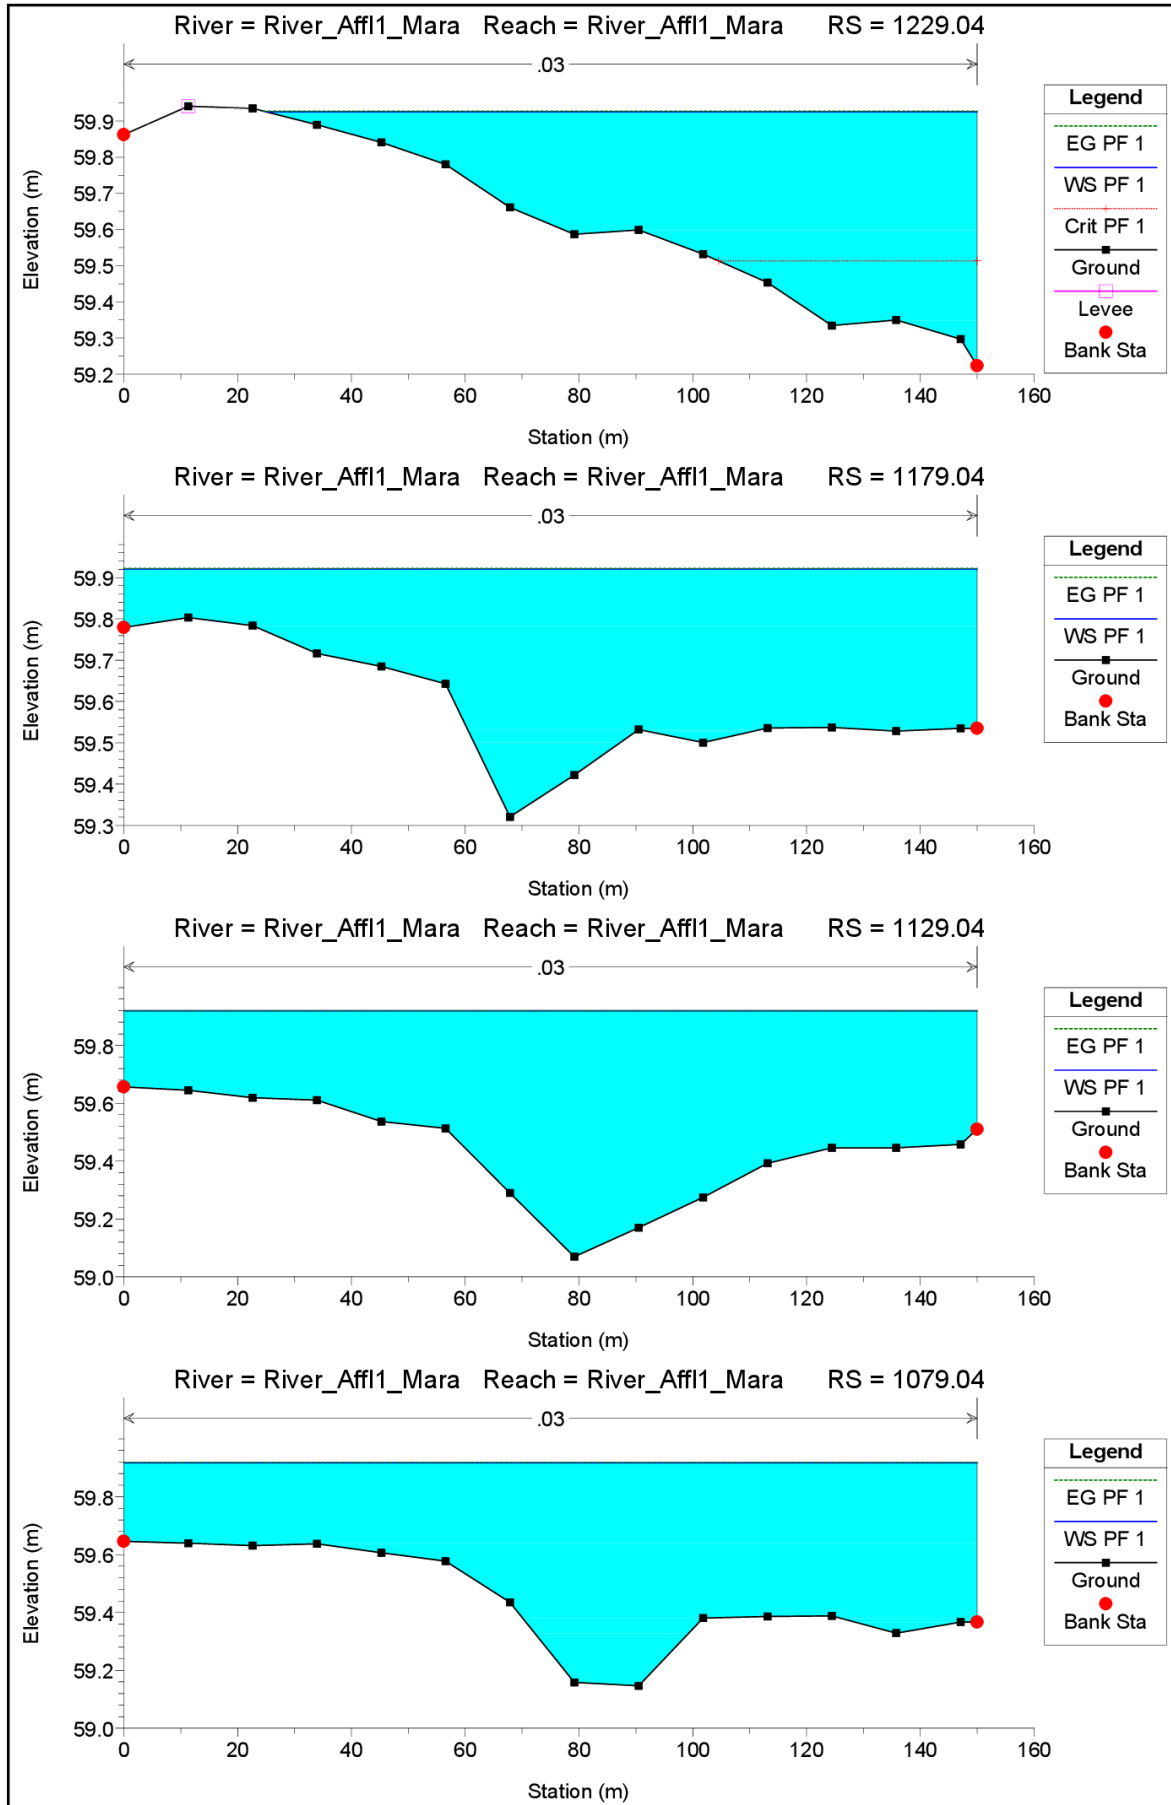 River = River_Affl1_Mara Reach = River_Affl1_Mara RS = 1229.04
.03
Legend
EG PF 1
WS PF 1
Crit PF 1
Ground
Levee
Bank Sta
Elevation (m)
59.9
59.8
59.7
59.6
59.5
59.4
59.3
59.2
0 20 40 60 80 100 120 140 160
Station (m)
River = River_Affl1_Mara Reach = River_Affl1_Mara RS = 1179.04
.03
Legend
EG PF 1
WS PF 1
Ground
Bank Sta
Elevation (m)
59.9
59.8
59.7
59.6
59.5
59.4
59.3
0 20 40 60 80 100 120 140 160
Station (m)
River = River_Affl1_Mara Reach = River_Affl1_Mara RS = 1129.04
.03
Legend
EG PF 1
WS PF 1
Ground
Bank Sta
Elevation (m)
59.8
59.6
59.4
59.2
59.0
0 20 40 60 80 100 120 140 160
Station (m)
River = River_Affl1_Mara Reach = River_Affl1_Mara RS = 1079.04
.03
Legend
EG PF 1
WS PF 1
Ground
Bank Sta
Elevation (m)
59.8
59.6
59.4
59.2
59.0
0 20 40 60 80 100 120 140 160
Station (m)